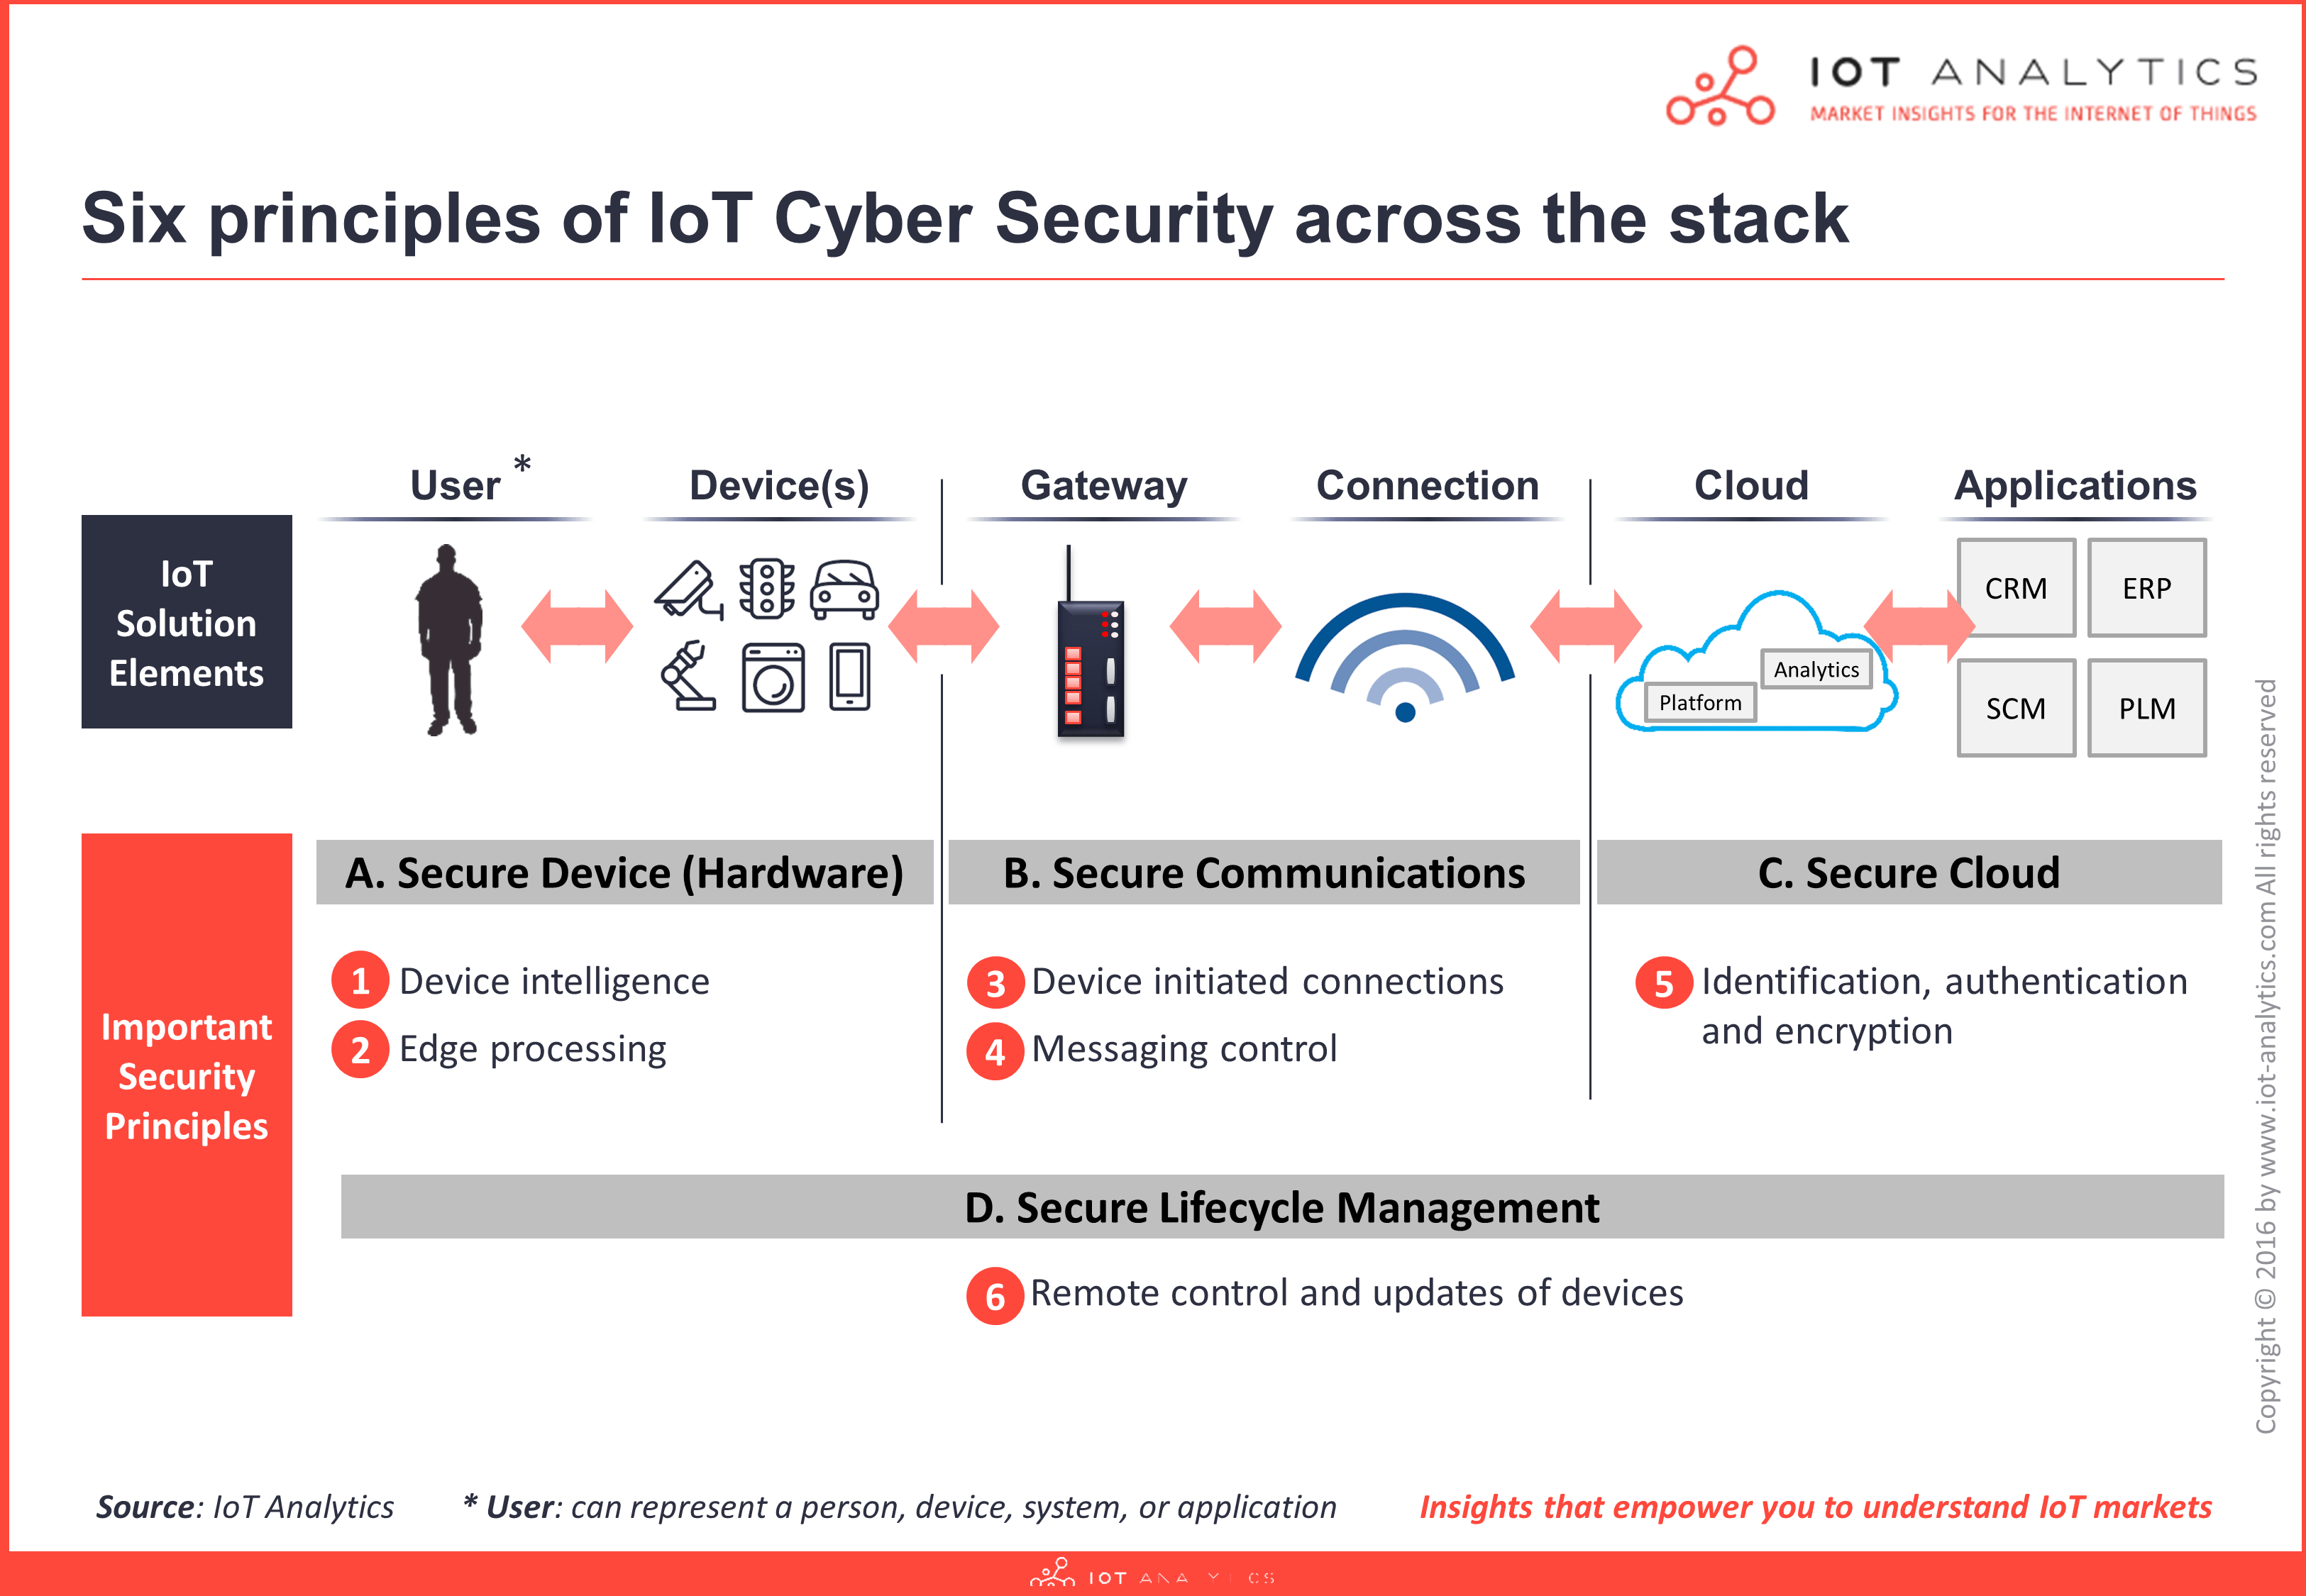 IOT ANALYTICS
MARKET INSIGHTS FOR THE INTERNET OF THINGS
Six principles of IoT Cyber Security across the stack
User *
Device(s)
Gateway
Connection
Cloud
Applications
IoT
Solution
Elements
Analytics
Platform
CRM
ERP
SCM
PLM
Important
Security
Principles
A. Secure Device (Hardware)
B. Secure Communications
C. Secure Cloud
1 Device intelligence
2 Edge processing
3 Device initiated connections
4 Messaging control
5 Identification, authentication
and encryption
D. Secure Lifecycle Management
6 Remote control and updates of devices
Copyright © 2016 by www.iot-analytics.com All rights reserved
Source: IoT Analytics
* User: can represent a person, device, system, or application
Insights that empower you to understand IoT markets
IOT